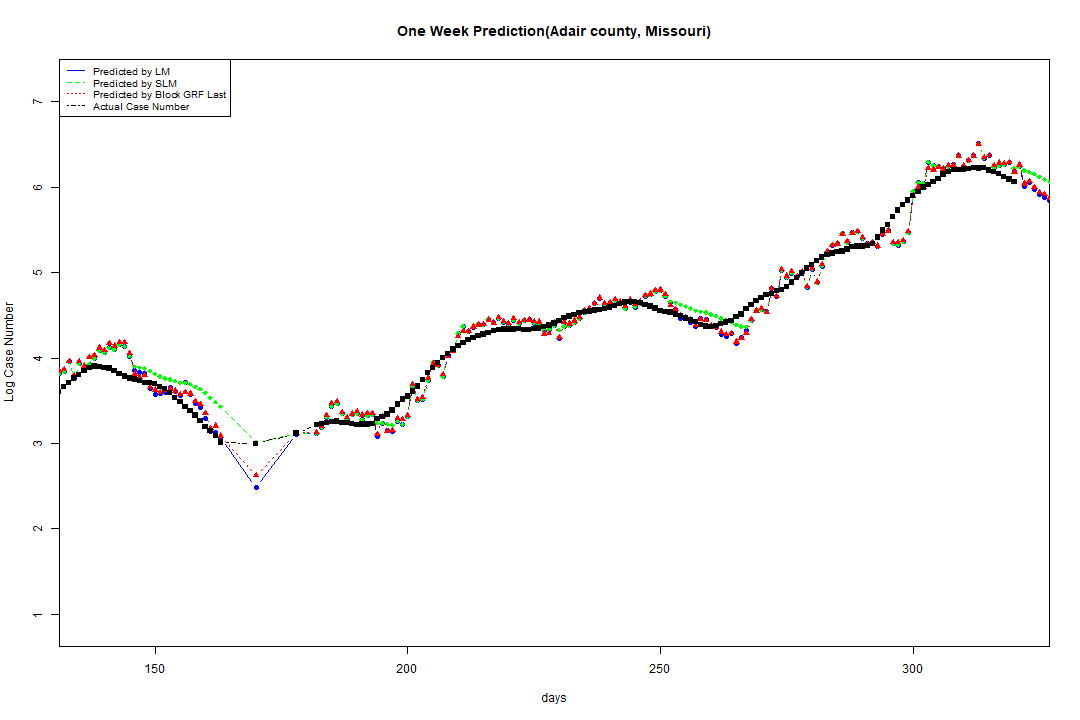 One Week Prediction(Adair county, Missouri)
Predicted by LM
Predicted by SLM
Predicted by Block GRF Last
Actual Case Number
7
6
5
4
3
2
1
Log Case Number
150
200
250
300
days